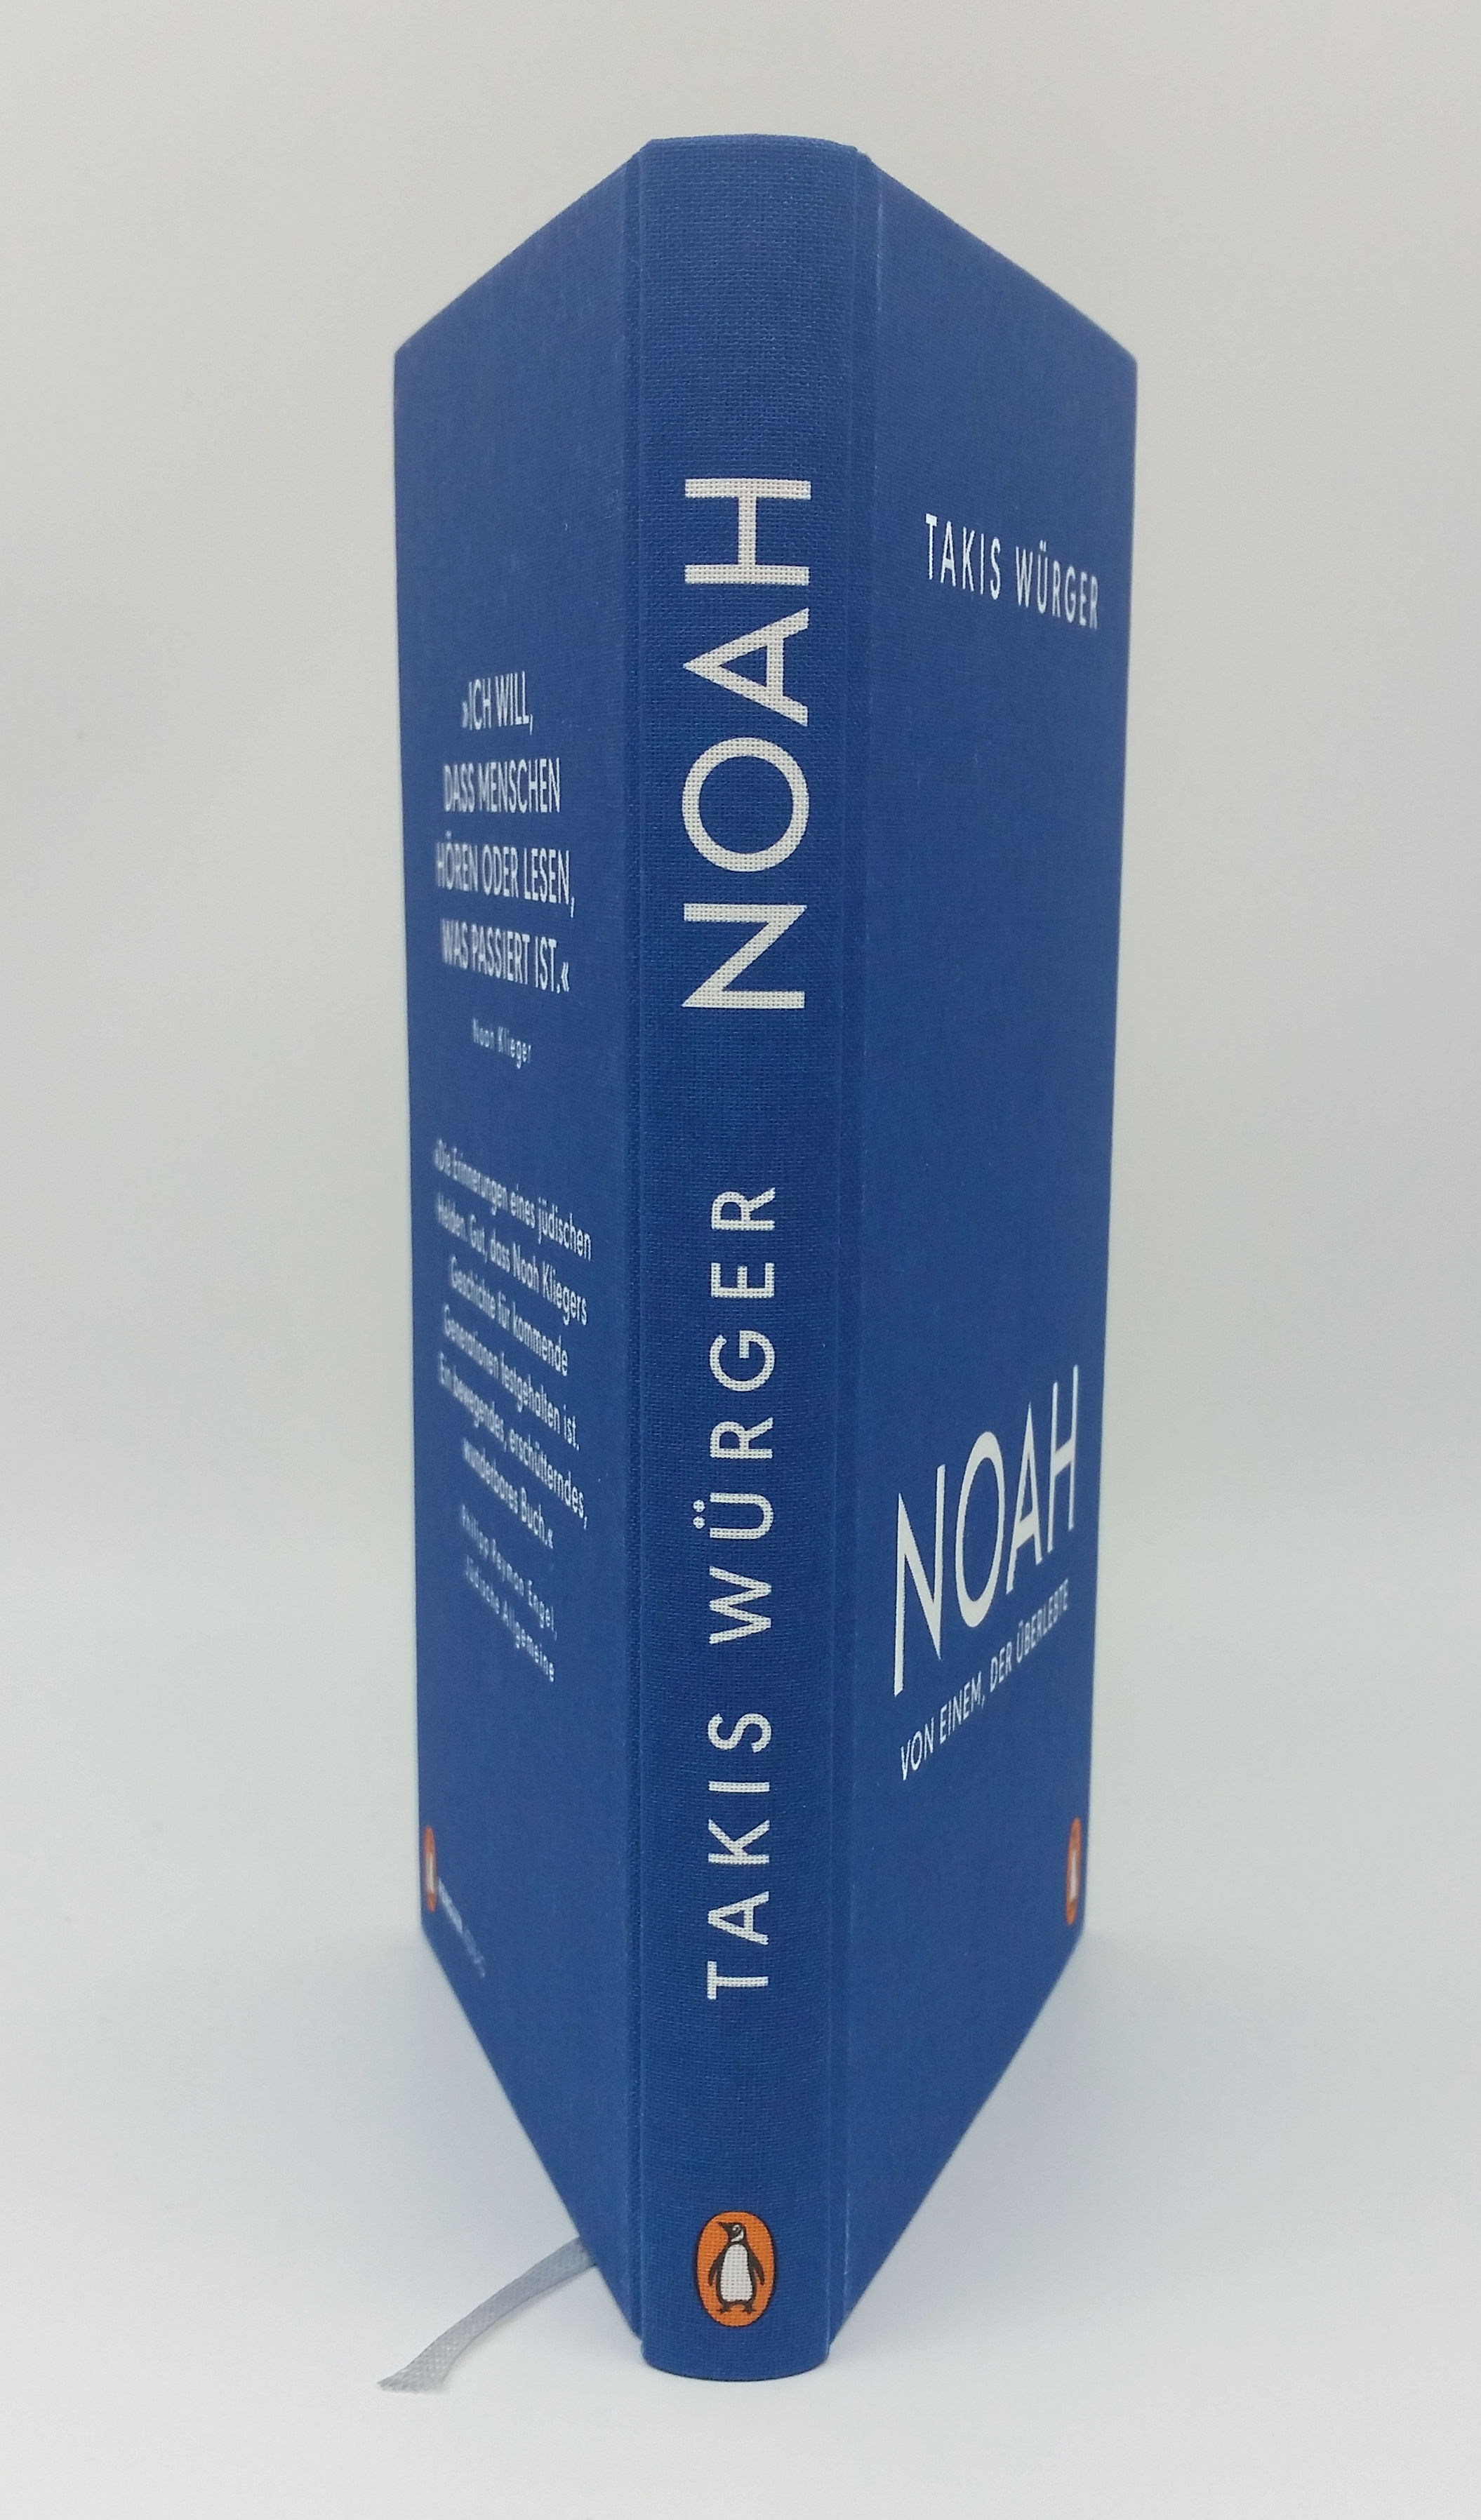 »ICH WILL,
DASS MENSCHEN
HÖREN ODER LESEN,
WAS PASSIERT IST.«
Noah Klieger
»Die Erinnerungen eines jüdischen
Helden. Gut, dass Noah Kliegers
Geschichte für kommende
Generationen festgehalten ist.
Ein bewegendes, erschütterndes,
wunderbares Buch.«
Philipp Peyman Engel,
Jüdische Allgemeine
TAKIS WÜRGER NOAH
TAKIS WÜRGER
NOAH
VON EINEM, DER ÜBERLEBTE